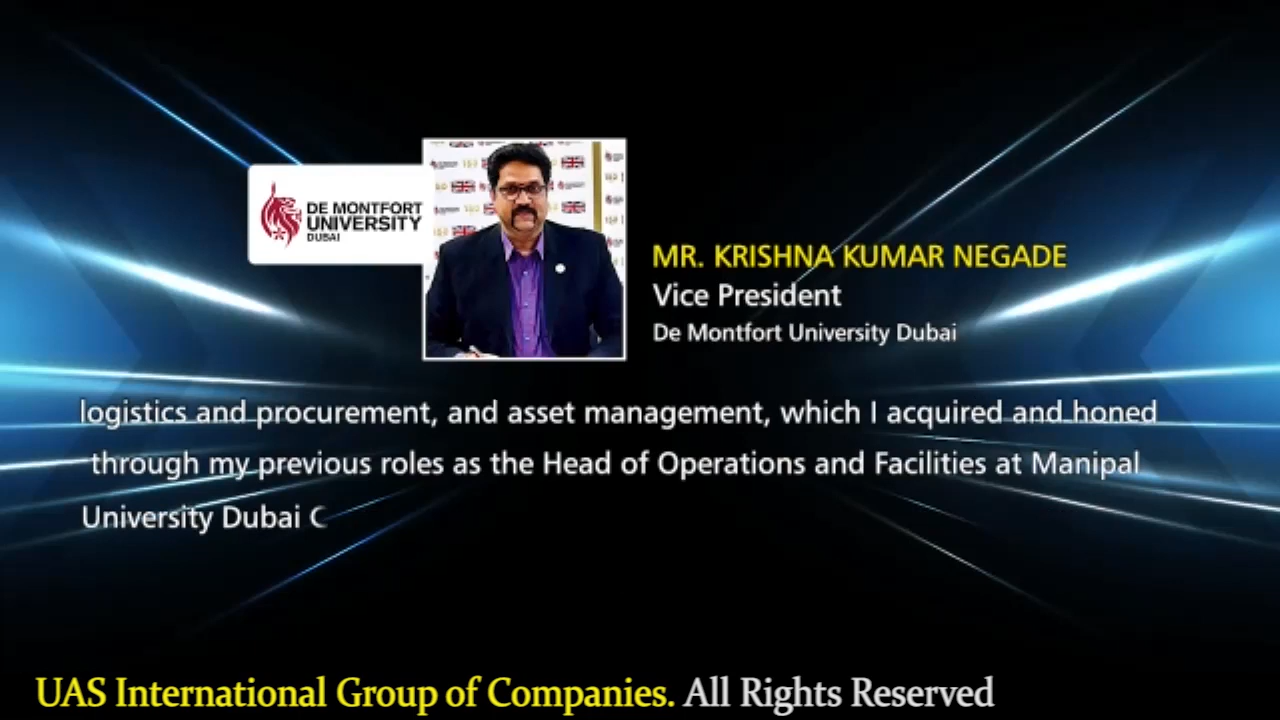 DE MONTFORT
UNIVERSITY
DUBAI
MR. KRISHNA KUMAR NEGADE
Vice President
De Montfort University Dubai
logistics and procurement, and asset management, which I acquired and honed
through my previous roles as the Head of Operations and Facilities at Manipal
University Dubai C
UAS International Group of Companies. All Rights Reserved